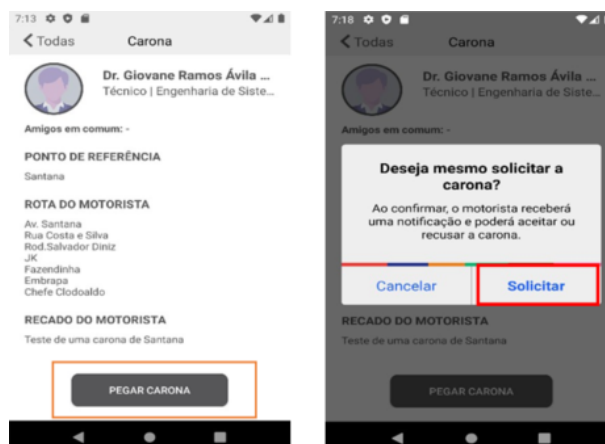 7:13
Todas
Carona
Dr. Giovane Ramos Ávila ...
Técnico | Engenharia de Siste...
Amigos em comum: -
PONTO DE REFERÊNCIA
Santana
ROTA DO MOTORISTA
Av. Santana
Rua Costa e Silva
Rod.Salvador Diniz
JK
Fazendinha
Embrapa
Chefe Clodoaldo
RECADO DO MOTORISTA
Teste de uma carona de Santana
PEGAR CARONA
7:18
Todas
Carona
Dr. Giovane Ramos Ávila ...
Técnico | Engenharia de Siste...
Amigos em comum: -
Deseja mesmo solicitar a
carona?
Ao confirmar, o motorista receberá
uma notificação e poderá aceitar ou
recusar a carona.
Cancelar
Solicitar
RECADO DO MOTORISTA
Teste de uma carona de Santana
PEGAR CARONA